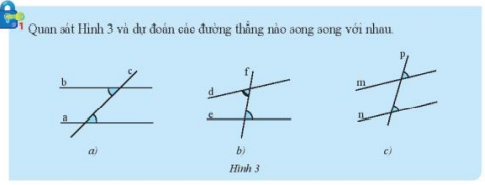 1 Quan sát Hình 3 và dự đoán các đường thẳng nào song song với nhau.
c
b
a
a)
f
d
e
b)
p
m
n
c)
Hình 3